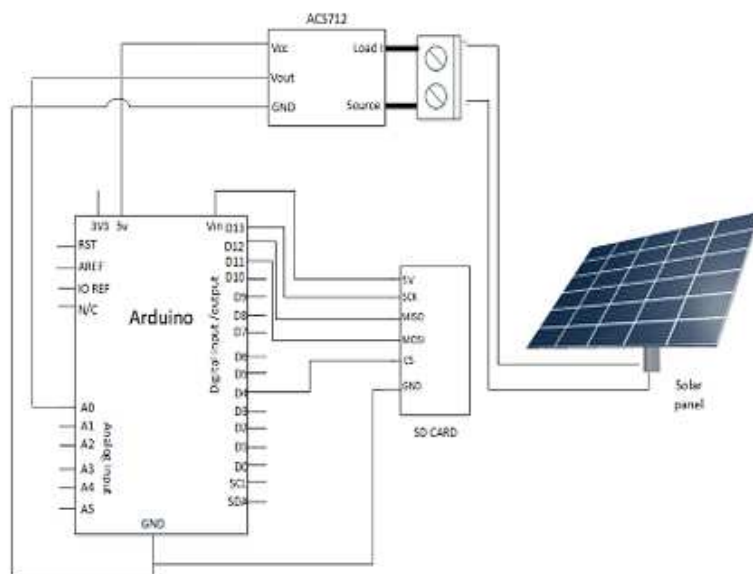 ACS712
Vcc
Load I
Vout
GND
Source
3V3
5v
Vin
D13
D12
D11
D10
D9
D8
D7
D6
D5
D4
D3
D2
D1
D0
SCL
SDA
RST
AREF
IO REF
N/C
Arduino
Digital input /output
A0
A1
A2
A3
A4
A5
Analog input
GND
5V
SCK
MISO
MOSI
CS
GND
SD CARD
Solar
panel